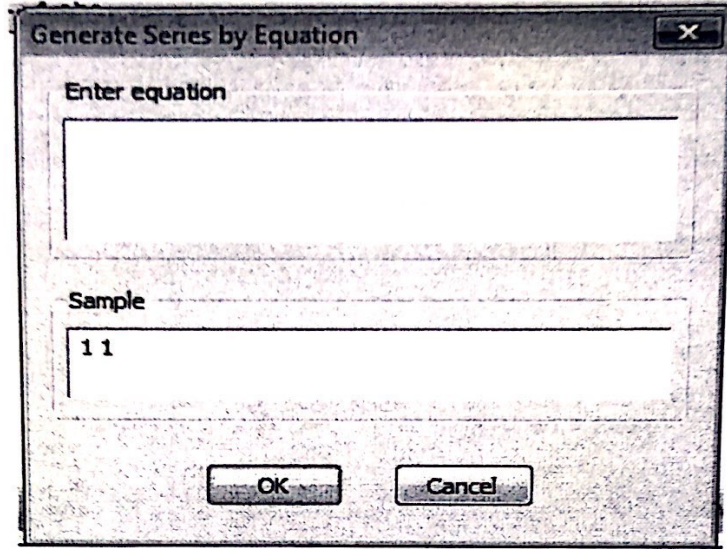 Generate Series by Equation
Enter equation
Sample
1 1
OK
Cancel